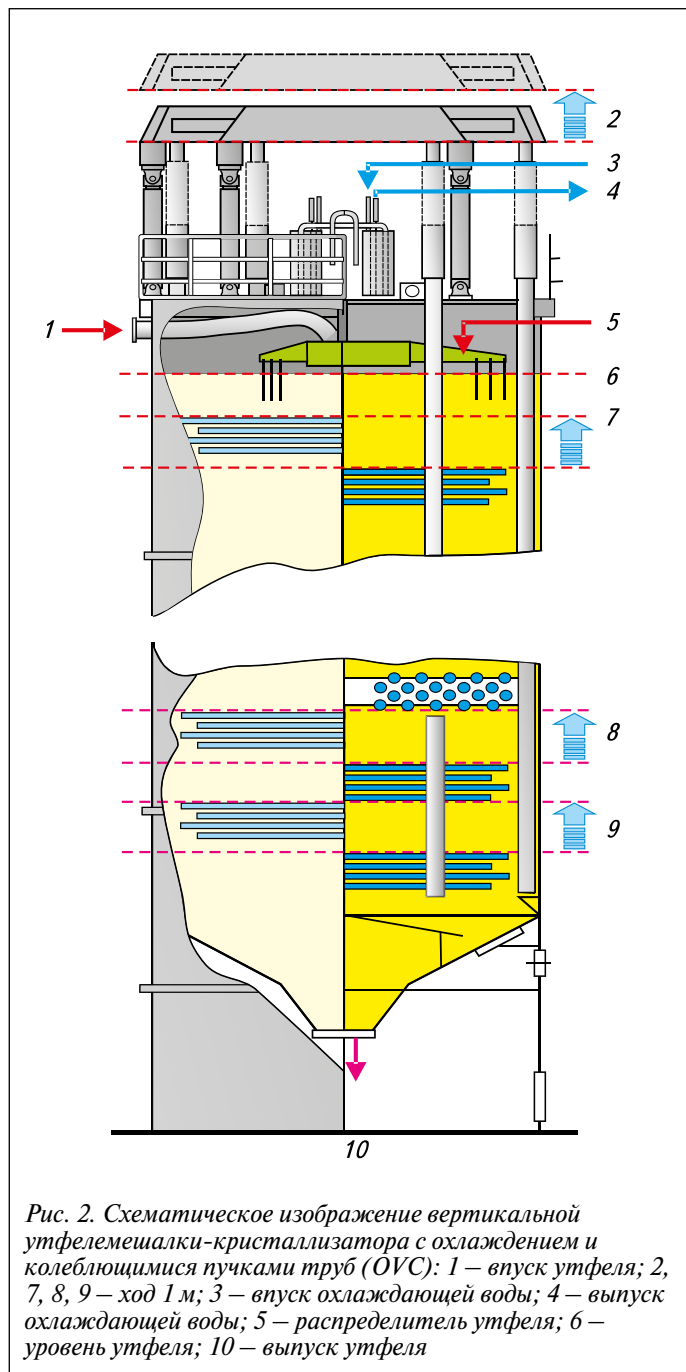 2
3
4
1
5
6
7
8
9
10
Рис. 2. Схематическое изображение вертикальной
утфелемешалки-кристаллизатора с охлаждением и
колеблющимися пучками труб (OVC): 1 – впуск утфеля; 2,
7, 8, 9 – ход 1 м; 3 – впуск охлаждающей воды; 4 – выпуск
охлаждающей воды; 5 – распределитель утфеля; 6 –
уровень утфеля; 10 – выпуск утфеля